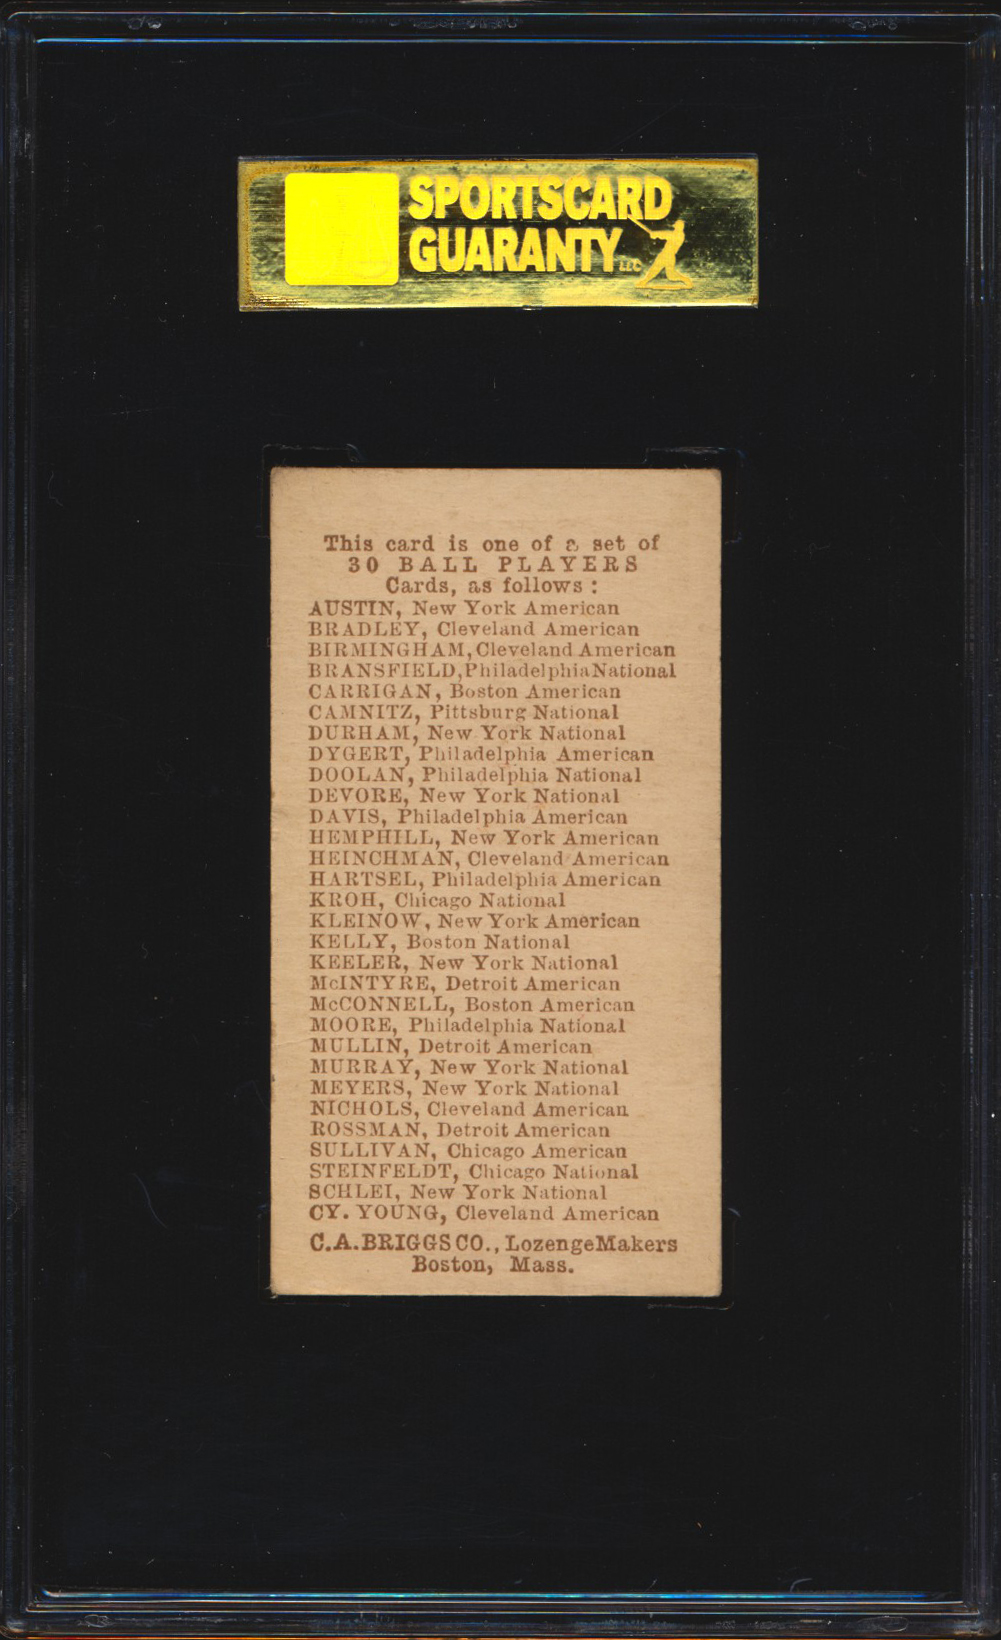 SPORTSCARD
GUARANTY LLC
This card is one of a set of
30 BALL PLAYERS
Cards, as follows :
AUSTIN, New York American
BRADLEY, Cleveland American
BIRMINGHAM, Cleveland American
BRANSFIELD, Philadelphia National
CARRIGAN, Boston American
CAMNITZ, Pittsburg National
DURHAM, New York National
DYGERT, Philadelphia American
DOOLAN, Philadelphia National
DEVORE, New York National
DAVIS, Philadelphia American
HEMPHILL, New York American
HEINCHMAN, Cleveland American
HARTSEL, Philadelphia American
KROH, Chicago National
KLEINOW, New York American
KELLY, Boston National
KEELER, New York National
McINTYRE, Detroit American
McCONNELL, Boston American
MOORE, Philadelphia National
MULLIN, Detroit American
MURRAY, New York National
MEYERS, New York National
NICHOLS, Cleveland American
ROSSMAN, Detroit American
SULLIVAN, Chicago American
STEINFELDT, Chicago National
SCHLEI, New York National
CY. YOUNG, Cleveland American
C.A. BRIGGS CO., Lozenge Makers
Boston, Mass.